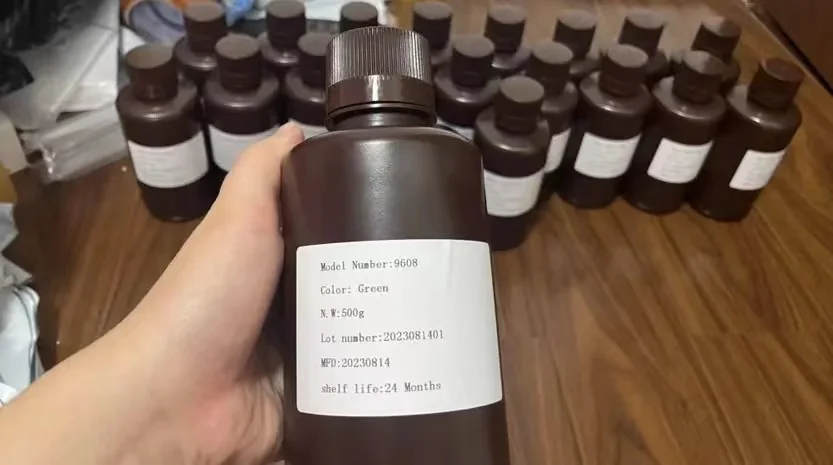 Model Number:9608
Color: Green
N.W:500g
Lot number:2023081401
MFD:20230814
shelf life:24 Months